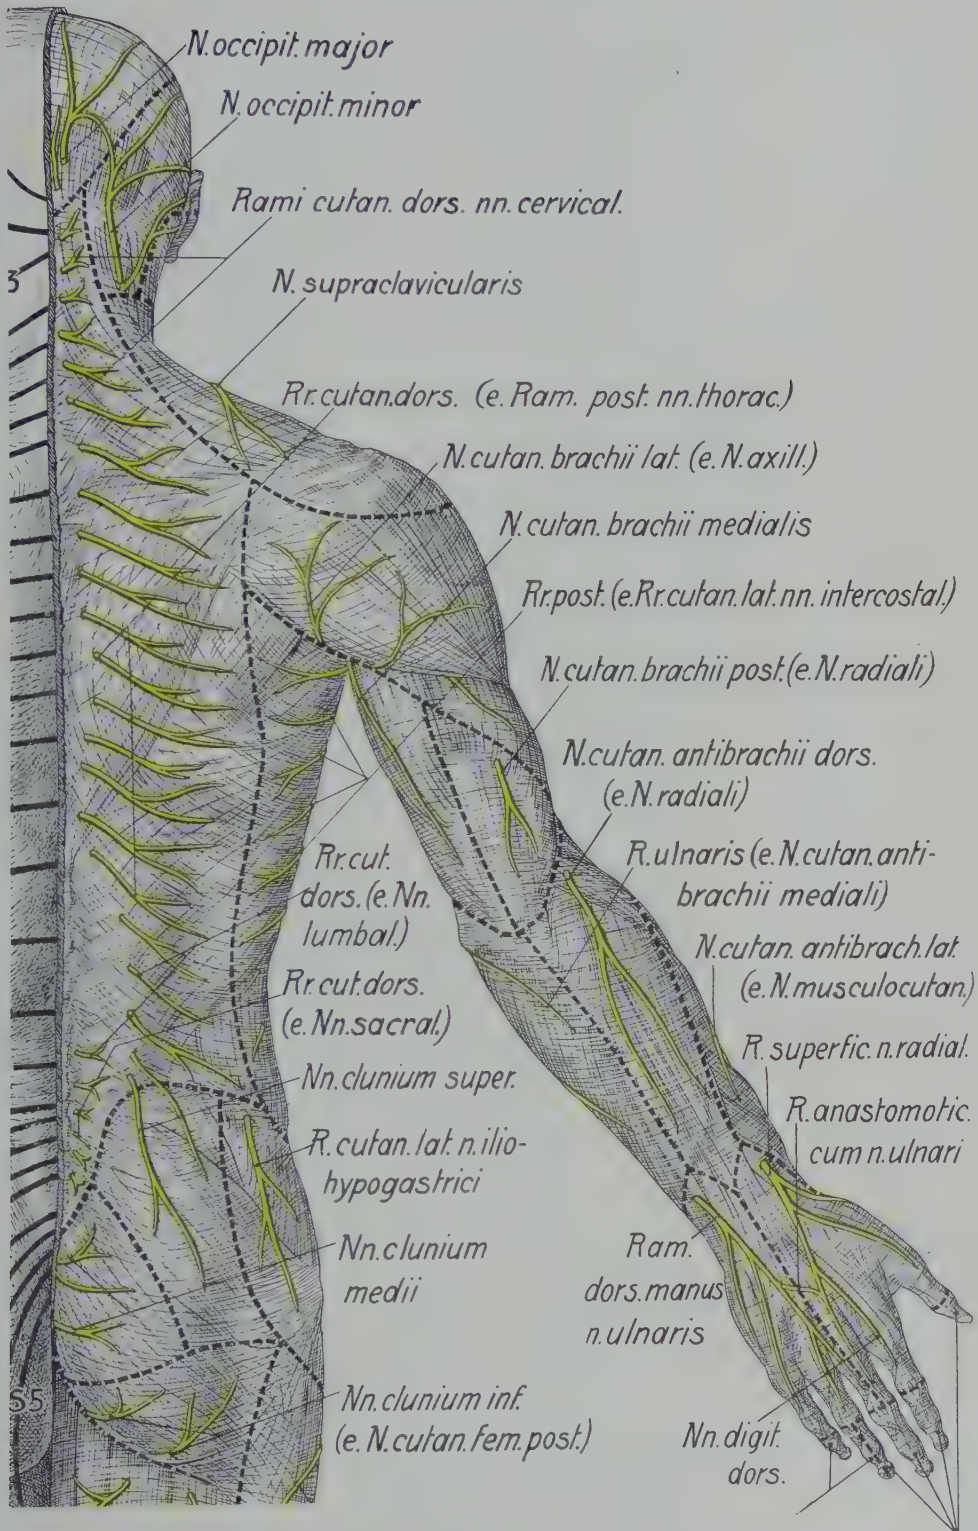 N. occipit. major
N. occipit. minor
Rami cutan. dors. nn. cervical.
3
N. supraclavicularis
Rr. cutan. dors. (e. Ram. post. nn. thorac.)
N. cutan. brachii lat. (e. N. axill.)
N. cutan. brachii medialis
Rr. post. (e. Rr. cutan. lat. nn. intercostal.)
N. cutan. brachii post. (e. N. radiali)
N. cutan. antibrachii dors.
(e. N. radiali)
Rr. cut.
dors. (e. Nn.
lumbal.)
R. ulnaris (e. N. cutan. anti-
brachii mediali)
N. cutan. antibrach. lat.
(e. N. musculocutan.)
Rr. cut. dors.
(e. Nn. sacral.)
R. superfic. n. radial.
Nn. clunium super.
R. anastomotic.
cum n. ulnari
R. cutan. lat. n. ilio-
hypogastrici
Nn. clunium
medii
Ram.
dors. manus
n. ulnaris
S5
Nn. clunium inf.
(e. N. cutan. fem. post.)
Nn. digit.
dors.